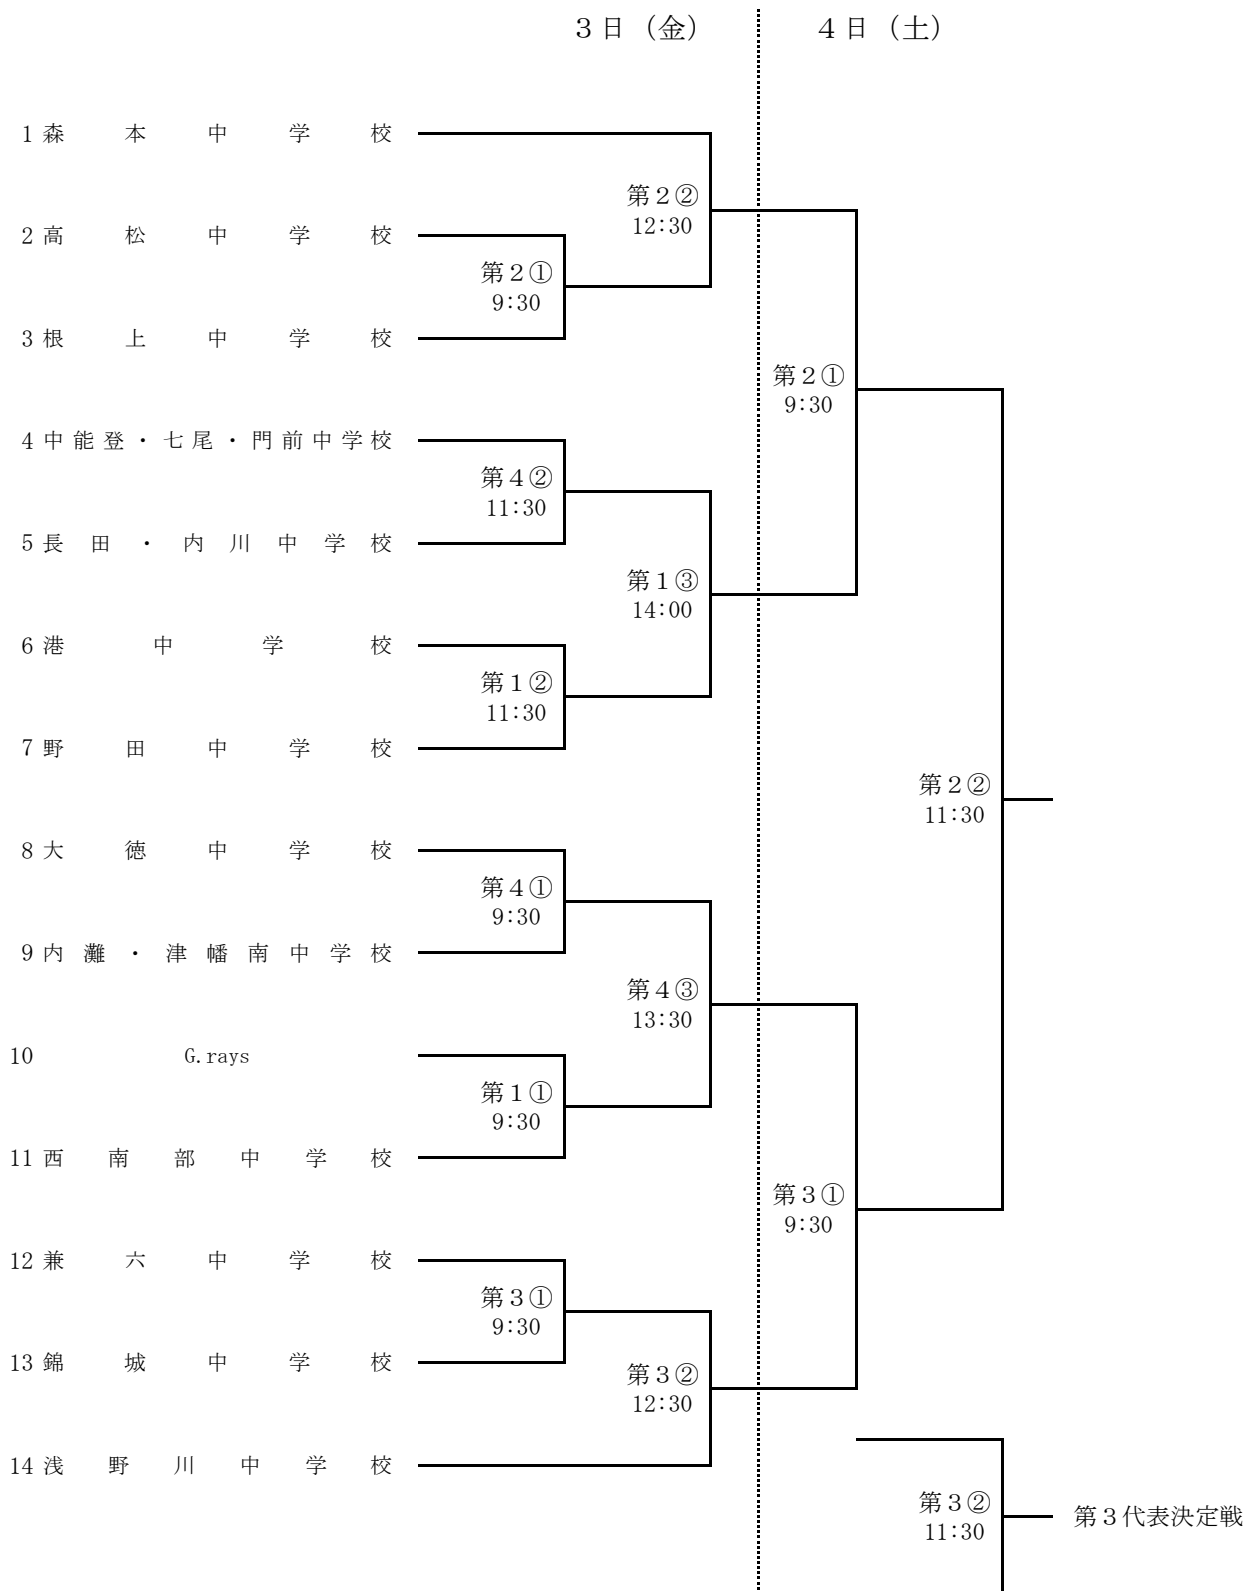 ３日（金）
４日（土）
1 森本中学校
第２②
12:30
2 高松中学校
第２①
9:30
3 根上中学校
第２①
9:30
4 中能登・七尾・門前中学校
第４②
11:30
5 長田・内川中学校
第１③
14:00
6 港中学校
第１②
11:30
7 野田中学校
第２②
11:30
8 大徳中学校
第４①
9:30
9 内灘・津幡南中学校
第４③
13:30
10 G.rays
第１①
9:30
11 西南部中学校
第３①
9:30
12 兼六中学校
第３①
9:30
13 錦城中学校
第３②
12:30
14 浅野川中学校
第３②
11:30
第３代表決定戦